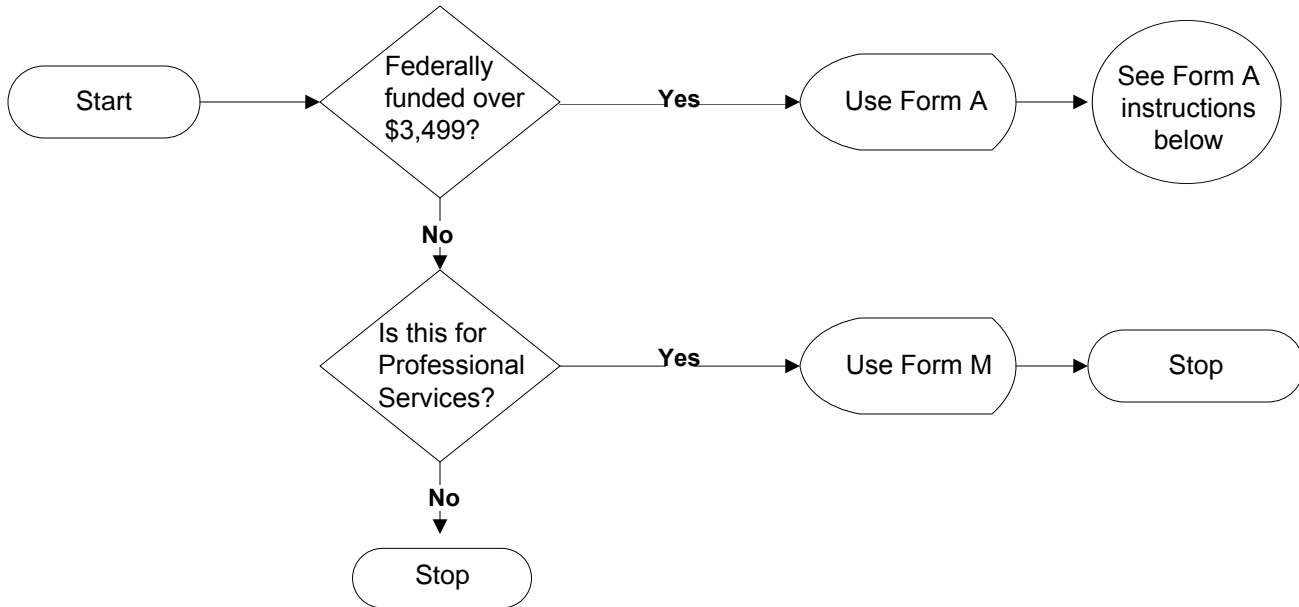 Start
Federally
funded over
$3,499?
Yes
Use Form A
See Form A
instructions
below
No
Is this for
Professional
Services?
Yes
Use Form M
Stop
No
Stop